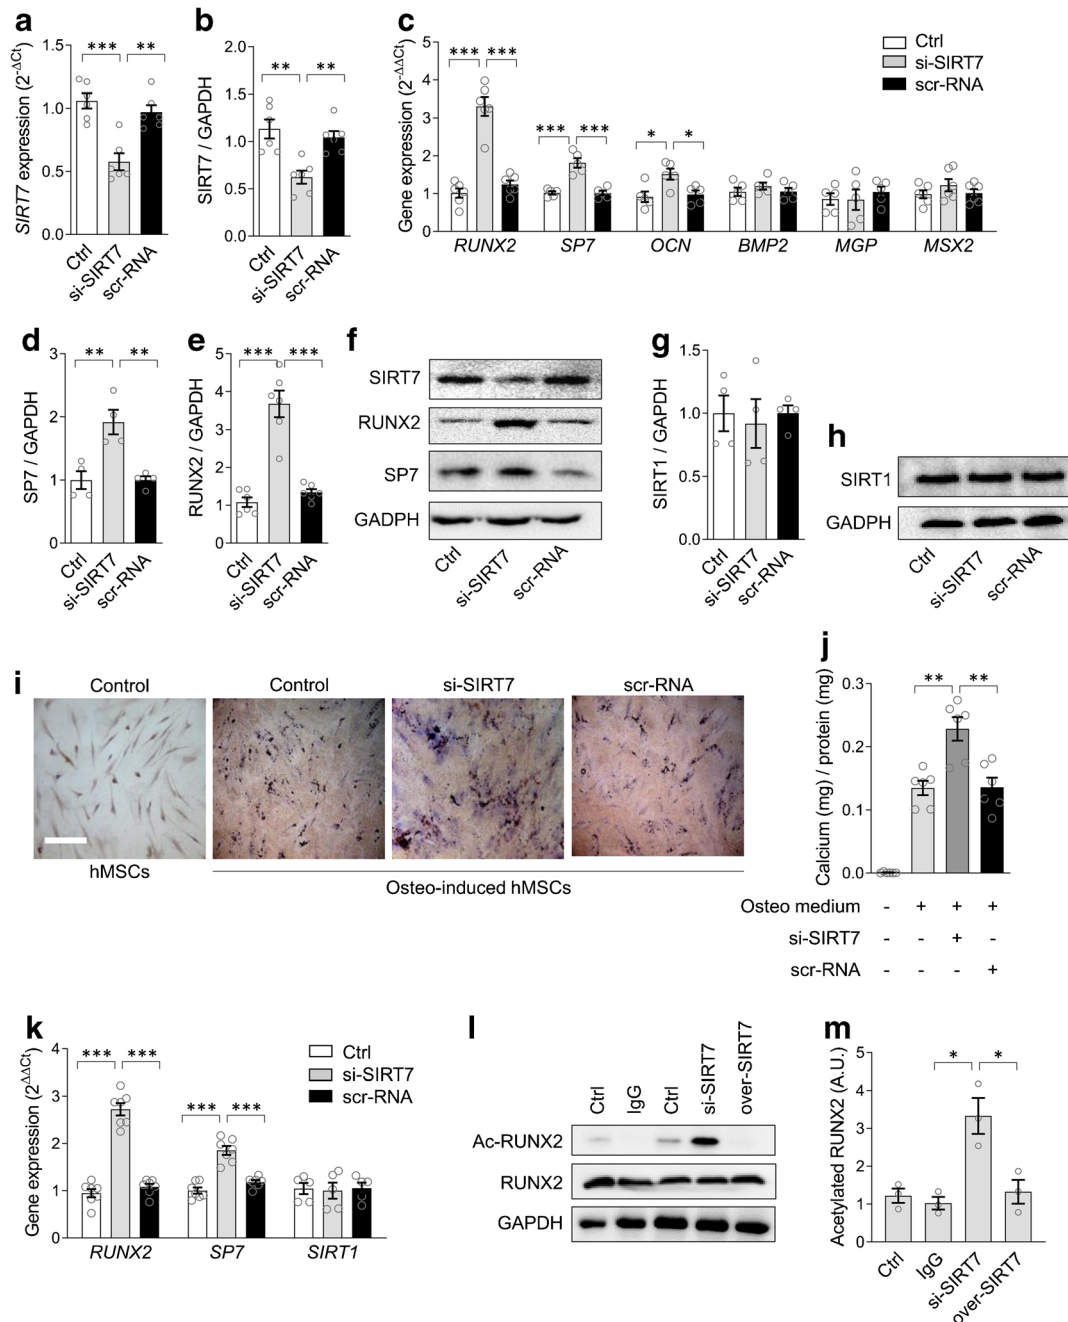 a
SIRT7 expression (2-ΔCt)
1.5
1.0
0.5
0.0
***
**
Ctrl
si-SIRT7
scr-RNA
b
SIRT7 / GAPDH
2.0
1.5
1.0
0.5
0.0
**
**
Ctrl
si-SIRT7
scr-RNA
c
Gene expression (2-ΔΔCt)
5
4
3
2
1
0
***
***
***
***
*
*
RUNX2
SP7
OCN
BMP2
MGP
MSX2
Ctrl
si-SIRT7
scr-RNA
d
SP7 / GAPDH
3
2
1
0
**
**
Ctrl
si-SIRT7
scr-RNA
e
RUNX2 / GAPDH
5
4
3
2
1
0
***
***
Ctrl
si-SIRT7
scr-RNA
f
SIRT7
RUNX2
SP7
GADPH
Ctrl
si-SIRT7
scr-RNA
g
SIRT1 / GAPDH
1.5
1.0
0.5
0.0
Ctrl
si-SIRT7
scr-RNA
h
SIRT1
GADPH
Ctrl
si-SIRT7
scr-RNA
i
Control
Control
si-SIRT7
scr-RNA
hMSCs
Osteo-induced hMSCs
j
Calcium (mg) / protein (mg)
0.3
0.2
0.1
0.0
**
**
Osteo medium - + + +
si-SIRT7 - - + -
scr-RNA - - - +
k
Gene expression (2ΔΔCt)
4
3
2
1
0
***
***
***
***
RUNX2
SP7
SIRT1
Ctrl
si-SIRT7
scr-RNA
l
Ctrl
IgG
Ctrl
si-SIRT7
over-SIRT7
Ac-RUNX2
RUNX2
GAPDH
m
Acetylated RUNX2 (A.U.)
5
4
3
2
1
0
*
*
Ctrl
IgG
si-SIRT7
over-SIRT7